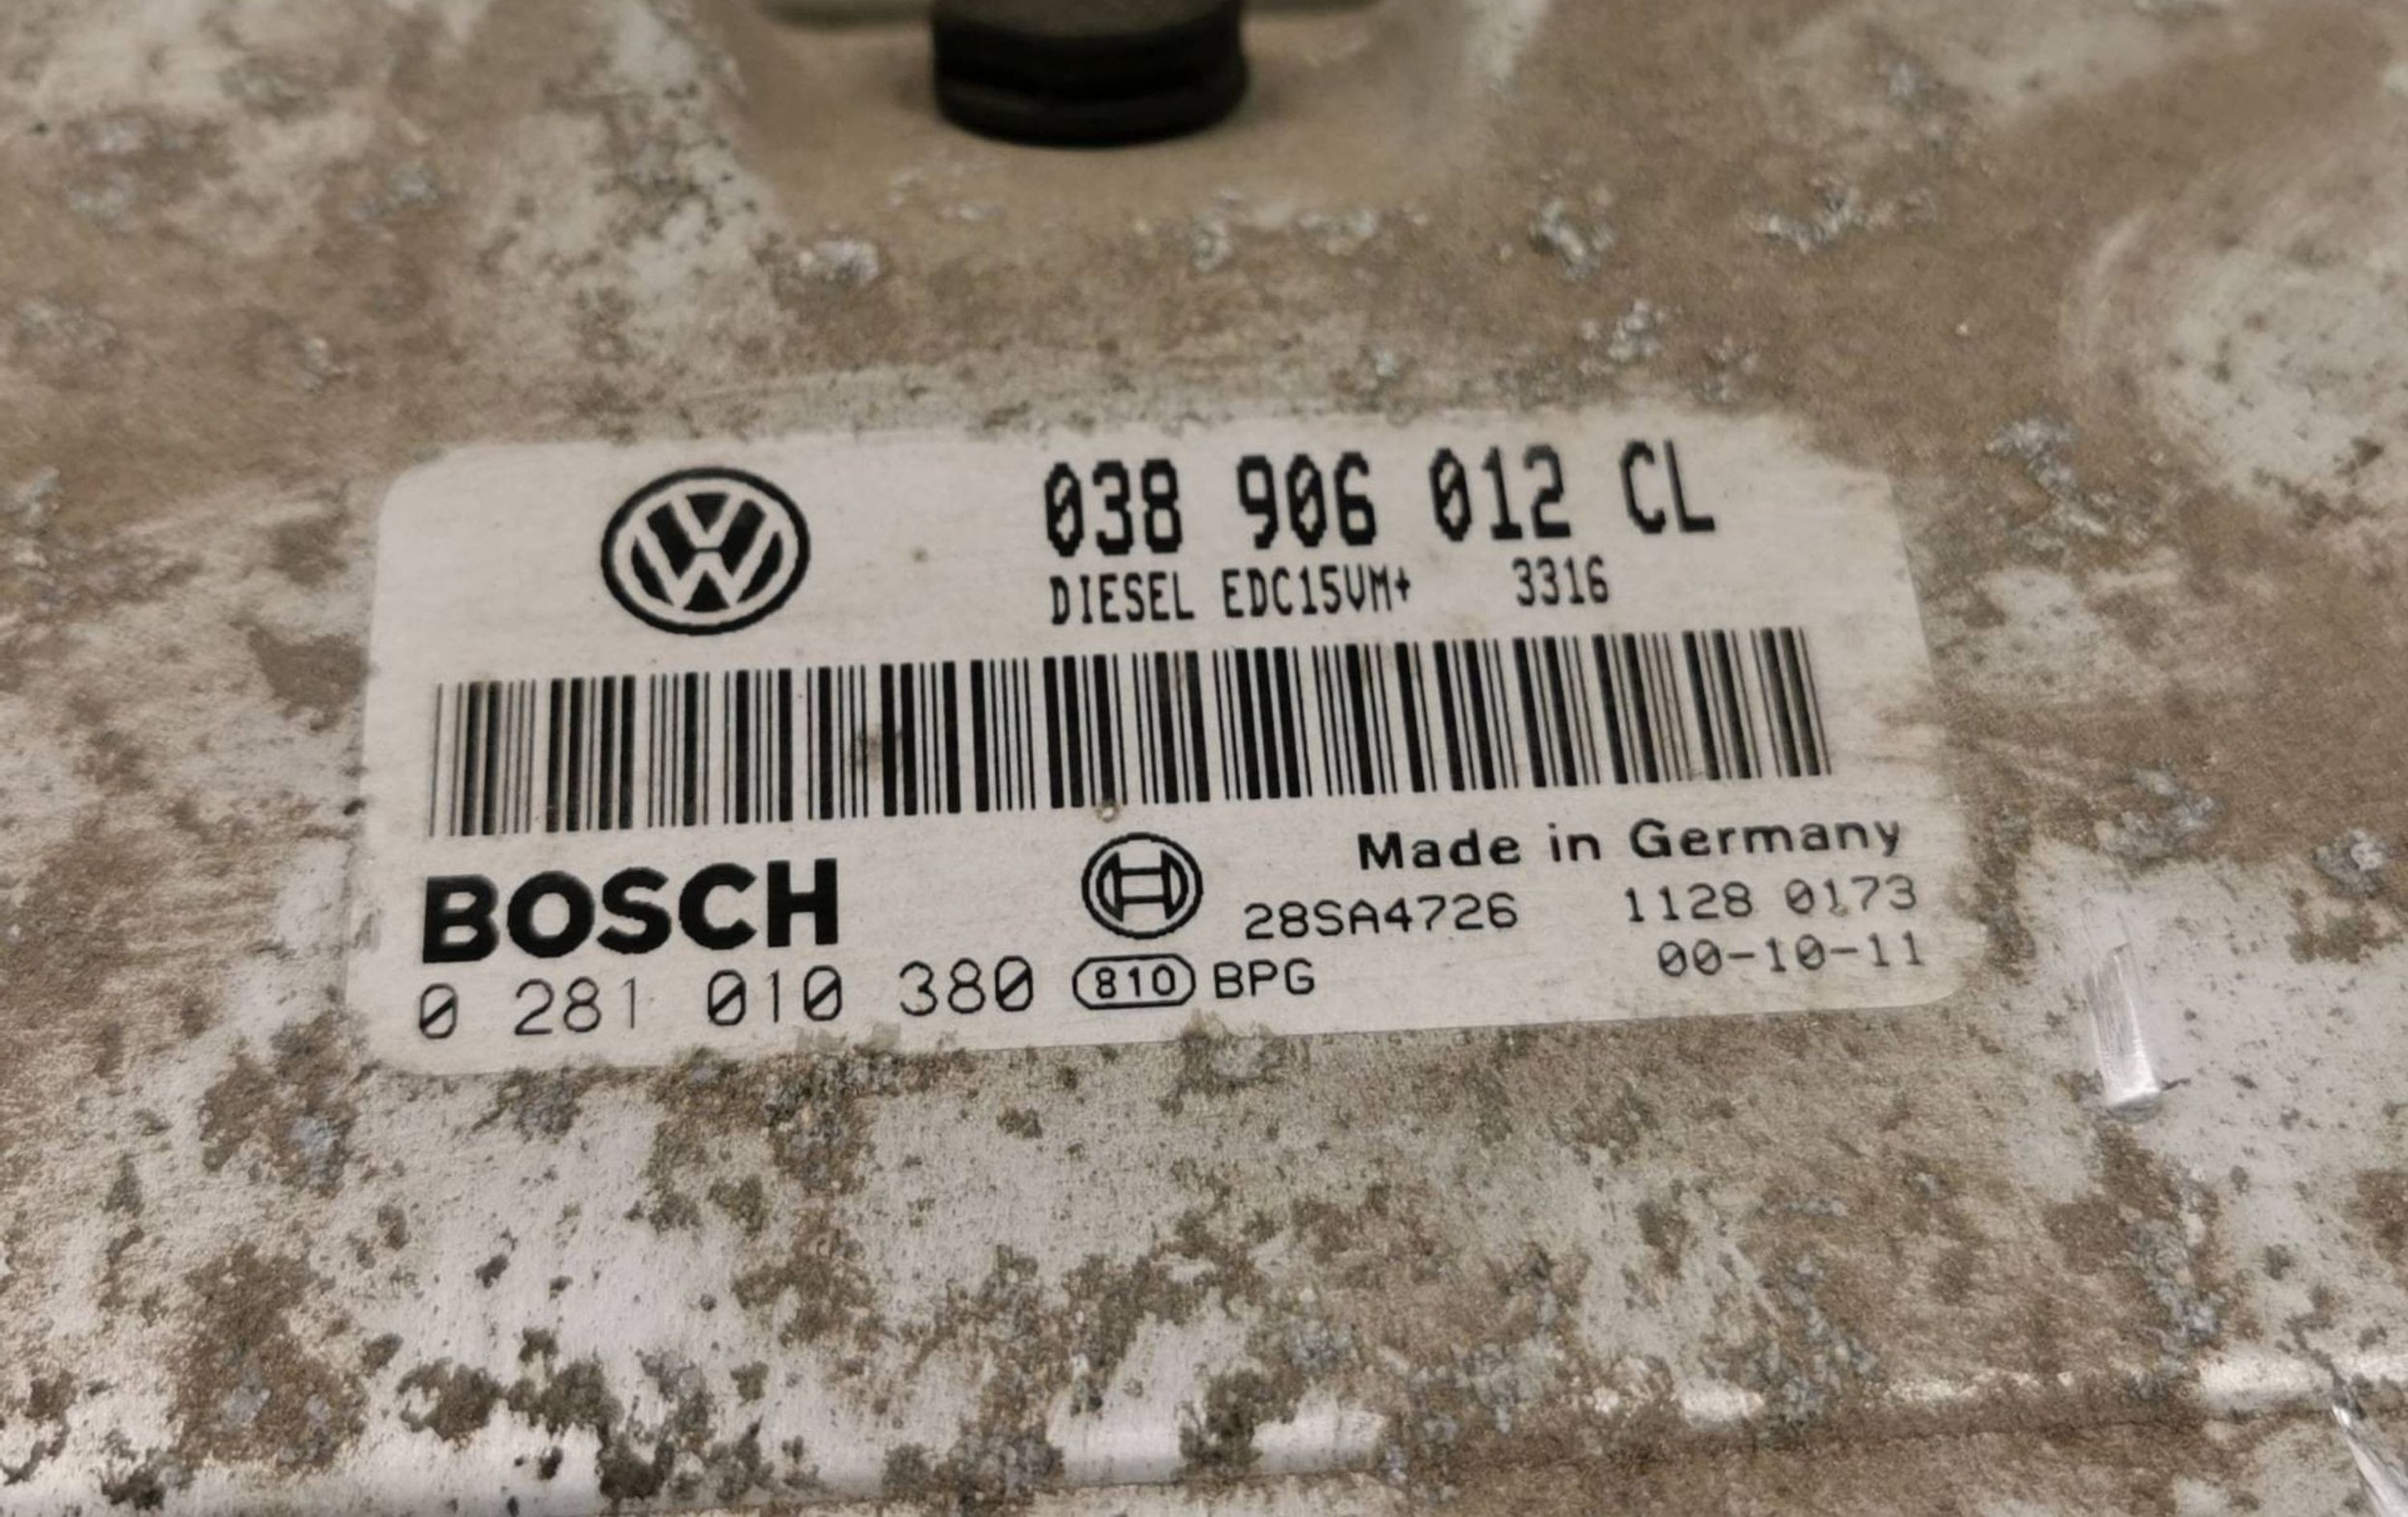 038 906 012 CL
DIESEL EDC15VM+ 3316
Made in Germany
BOSCH 28SA4726 1128 0173
00-10-11
0 281 010 380 810 BPG